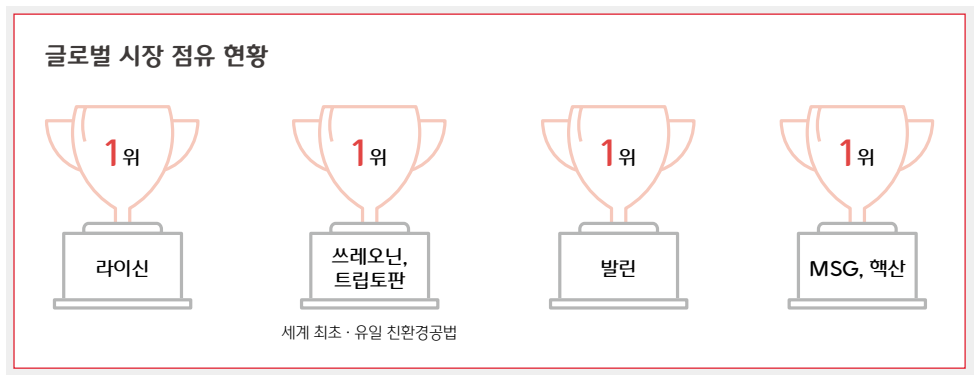 글로벌 시장 점유 현황
1위
1위
1위
1위
라이신
쓰레오닌,
트립토판
발린
MSG, 핵산
세계 최초 · 유일 친환경공법